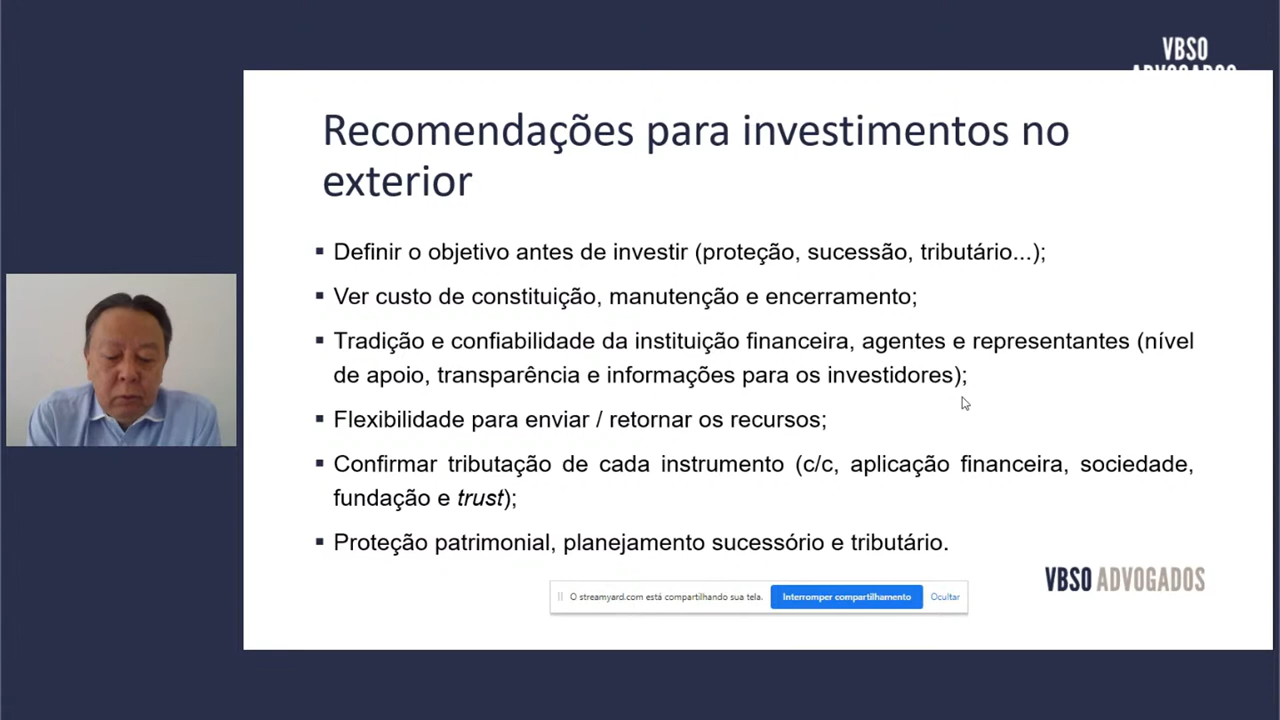 VBSO
ADVOGADOS
Recomendações para investimentos no
exterior
▪ Definir o objetivo antes de investir (proteção, sucessão, tributário...);
▪ Ver custo de constituição, manutenção e encerramento;
▪ Tradição e confiabilidade da instituição financeira, agentes e representantes (nível
de apoio, transparência e informações para os investidores);
▪ Flexibilidade para enviar / retornar os recursos;
▪ Confirmar tributação de cada instrumento (c/c, aplicação financeira, sociedade,
fundação e trust);
▪ Proteção patrimonial, planejamento sucessório e tributário.
VBSO ADVOGADOS
O streamyard.com está compartilhando sua tela. Interromper compartilhamento Ocultar